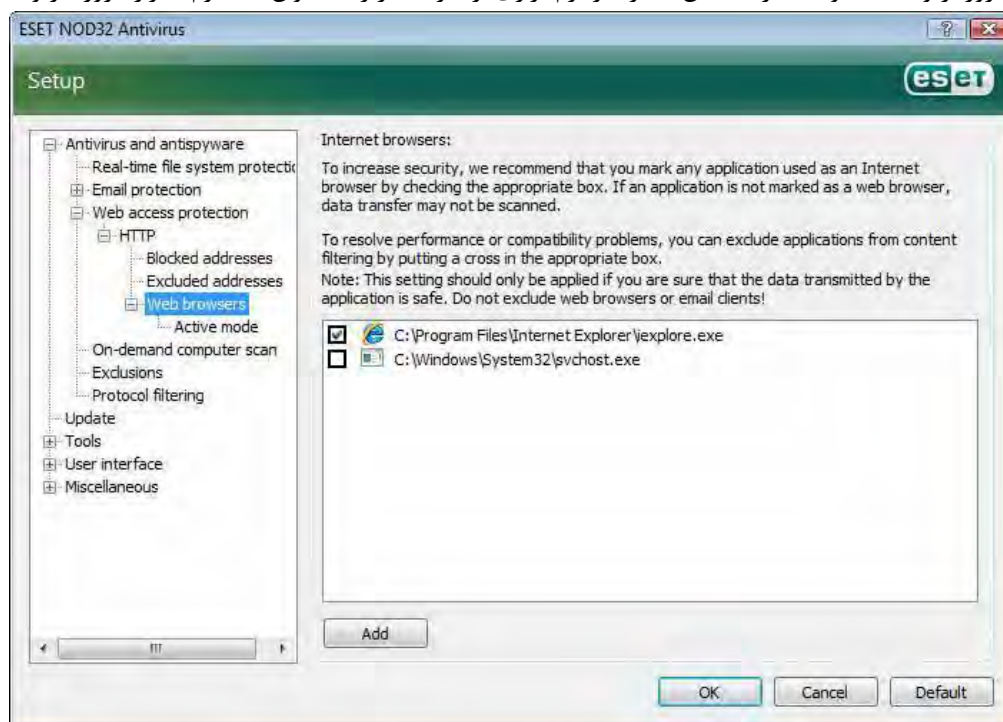 ESET NOD32 Antivirus
Setup
eset
Antivirus and antispyware
Real-time file system protectic
Email protection
Web access protection
HTTP
Blocked addresses
Excluded addresses
Web browsers
Active mode
On-demand computer scan
Exclusions
Protocol filtering
Update
Tools
User interface
Miscellaneous
Internet browsers:
To increase security, we recommend that you mark any application used as an Internet
browser by checking the appropriate box. If an application is not marked as a web browser,
data transfer may not be scanned.
To resolve performance or compatibility problems, you can exclude applications from content
filtering by putting a cross in the appropriate box.
Note: This setting should only be applied if you are sure that the data transmitted by the
application is safe. Do not exclude web browsers or email clients!
C:\Program Files\Internet Explorer\iexplore.exe
C:\Windows\System32\svchost.exe
Add
OK
Cancel
Default